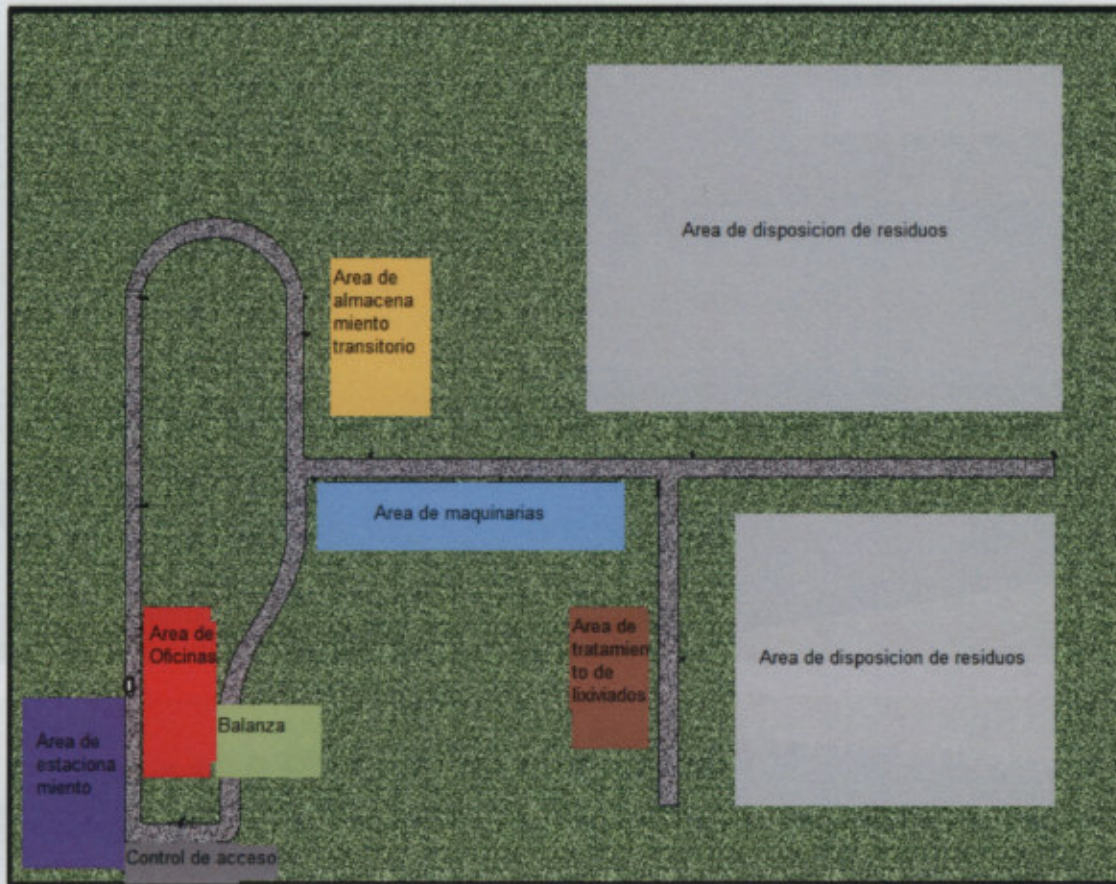 Area de disposicion de residuos
Area de
almacena
miento
transitorio
Area de maquinarias
Area de
Oficinas
Area de
tratamien
to de
lixiviados
Area de disposicion de residuos
Balanza
Area de
estaciona
miento
Control de acceso